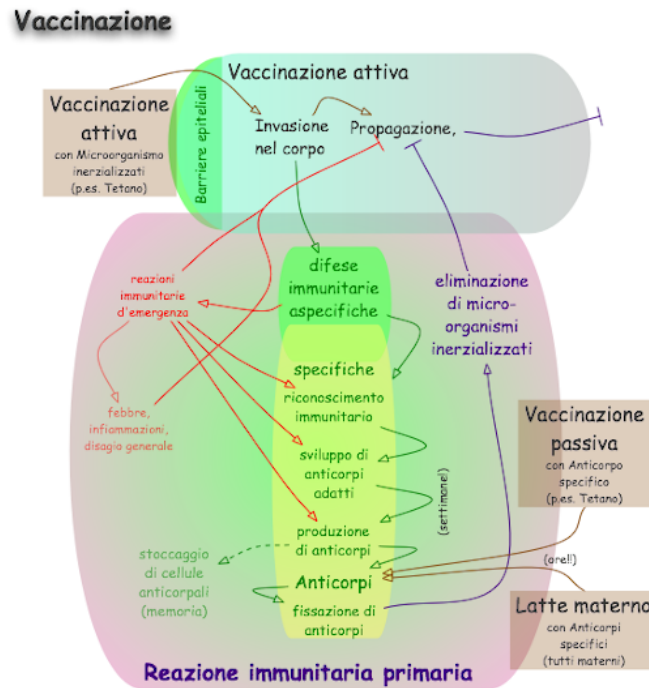 Vaccinazione
Vaccinazione attiva
Vaccinazione
attiva
con Microorganismo
inerzializzati
(p.es. Tetano)
Barriere epiteliali
Invasione
nel corpo
Propagazione,
difese
immunitarie
aspecifiche
reazioni
immunitarie
d'emergenza
eliminazione
di micro-
organismi
inerzializzati
specifiche
riconoscimento
immunitario
febbre,
infiammazioni,
disagio generale
sviluppo di
anticorpi
adatti
(settimane!)
Vaccinazione
passiva
con Anticorpo
specifico
(p.es. Tetano)
produzione
di anticorpi
stoccaggio
di cellule
anticorpali
(memoria)
(ore!!)
Anticorpi
fissazione di
anticorpi
Latte materno
con Anticorpi
specifici
(tutti materni)
Reazione immunitaria primaria